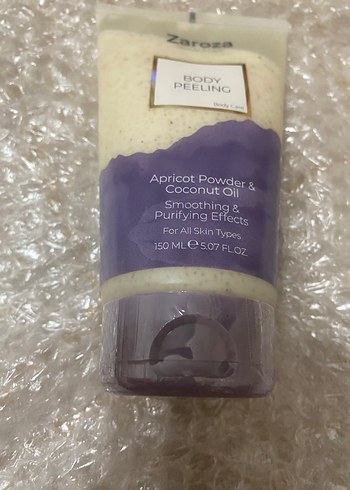 Zareza
BODY
PEELING
Body Care
Apricot Powder &
Coconut Oil
Smoothing &
Purifying Effects
For All Skin Types
150 ML ℮ 5.07 FL.OZ.